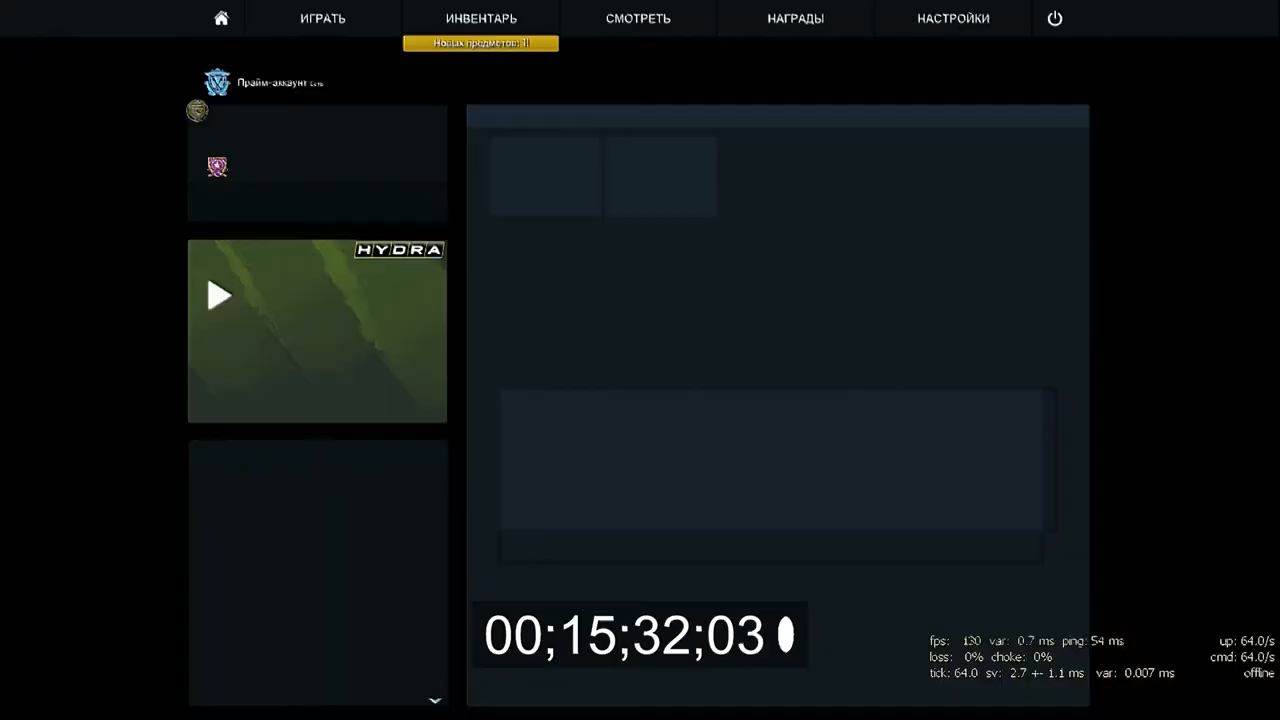 ИГРАТЬ ИНВЕНТАРЬ СМОТРЕТЬ НАГРАДЫ НАСТРОЙКИ
Новых предметов: 1!
Прайм-аккаунт Есть
HYDRA
00;15;32;03
fps: 130 var: 0.7 ms ping: 54 ms up: 64.0/s
loss: 0% choke: 0% cmd: 64.0/s
tick: 64.0 sv: 2.7 +- 1.1 ms var: 0.007 ms offline